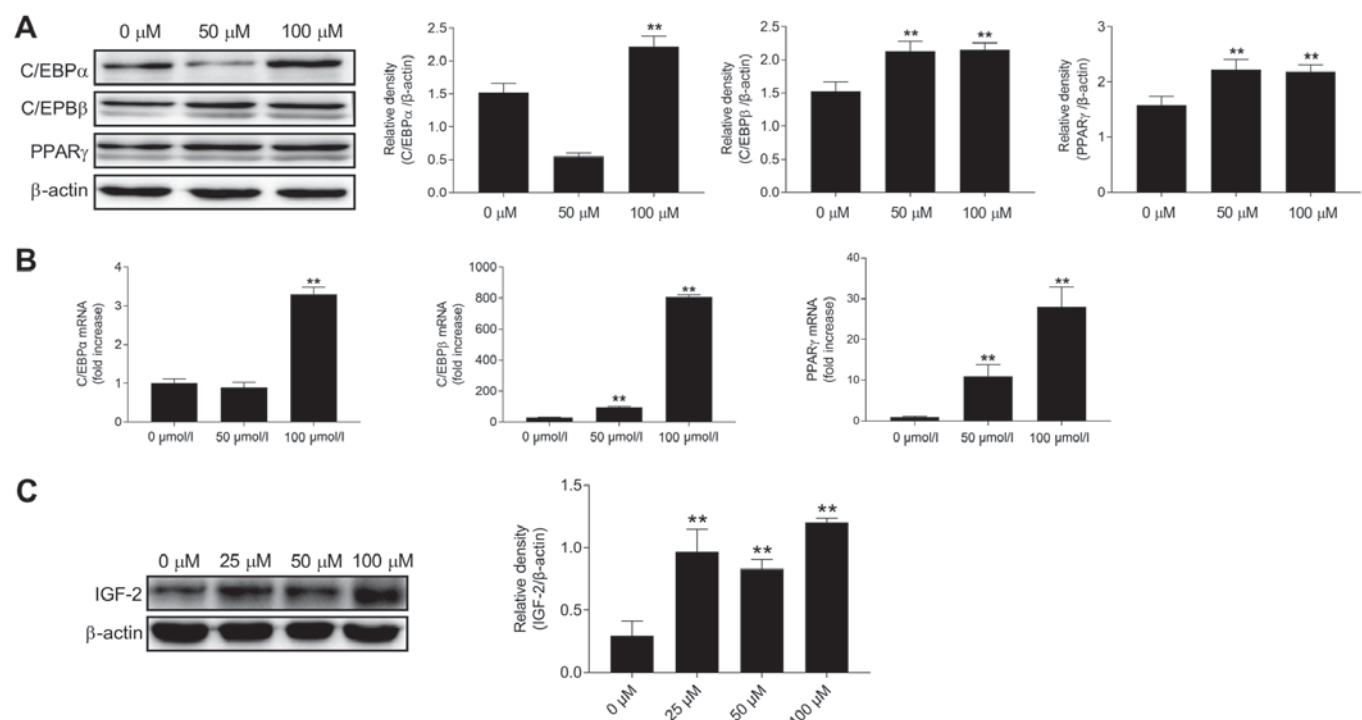 A
0 μM 50 μM 100 μM
C/EBPα
C/EPBβ
PPARγ
β-actin
Relative density
(C/EBPα /β-actin)
2.5
2.0
1.5
1.0
0.5
0.0
**
0 μM 50 μM 100 μM
Relative density
(C/EBPβ /β-actin)
2.5
2.0
1.5
1.0
0.5
0.0
** **
0 μM 50 μM 100 μM
Relative density
(PPARγ /β-actin)
3
2
1
0
** **
0 μM 50 μM 100 μM
B
C/EBPα mRNA
(fold increase)
4
3
2
1
0
**
0 μmol/l 50 μmol/l 100 μmol/l
C/EBPβ mRNA
(fold increase)
1000
800
600
400
200
0
** **
0 μmol/l 50 μmol/l 100 μmol/l
PPARγ mRNA
(fold increase)
40
30
20
10
0
** **
0 μmol/l 50 μmol/l 100 μmol/l
C
0 μM 25 μM 50 μM 100 μM
IGF-2
β-actin
Relative density
(IGF-2/β-actin)
1.5
1.0
0.5
0.0
** ** **
0 μM 25 μM 50 μM 100 μM